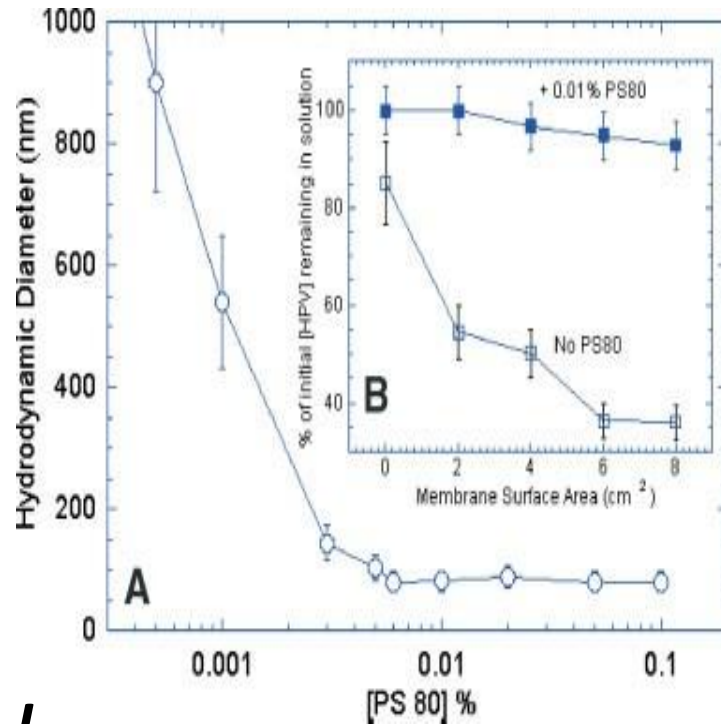 Hydrodynamic Diameter (nm)
1000
800
600
400
200
0
A
0.001
0.01
0.1
[PS 80] %
% of initial [HPV] remaining in solution
100
80
60
40
+ 0.01% PS80
No PS80
B
0
2
4
6
8
Membrane Surface Area (cm ²)